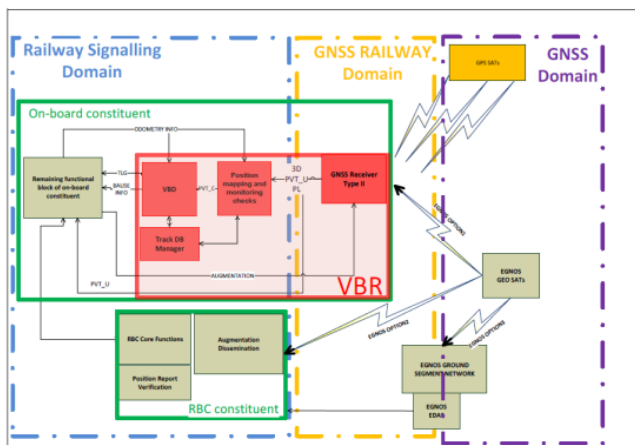 Railway Signalling
Domain
GNSS RAILWAY
Domain
GNSS
Domain
GPS SATs
On-board constituent
ODOMETRY INFO
Remaining functional
block of on-board
constituent
TLG
BALISE
INFO
VBD
PVT_C
Position
mapping and
monitoring
checks
3D
PVT_U
PL
GNSS Receiver
Type II
Track DB
Manager
AUGMENTATION
PVT_U
VBR
EGNOS OPTIONS
EGNOS
GEO SATs
EGNOS OPTIONS
EGNOS OPTIONS
RBC Core Functions
Augmentation
Dissemination
Position Report
Verification
RBC constituent
EGNOS GROUND
SEGMENT NETWORK
EGNOS
EDAS